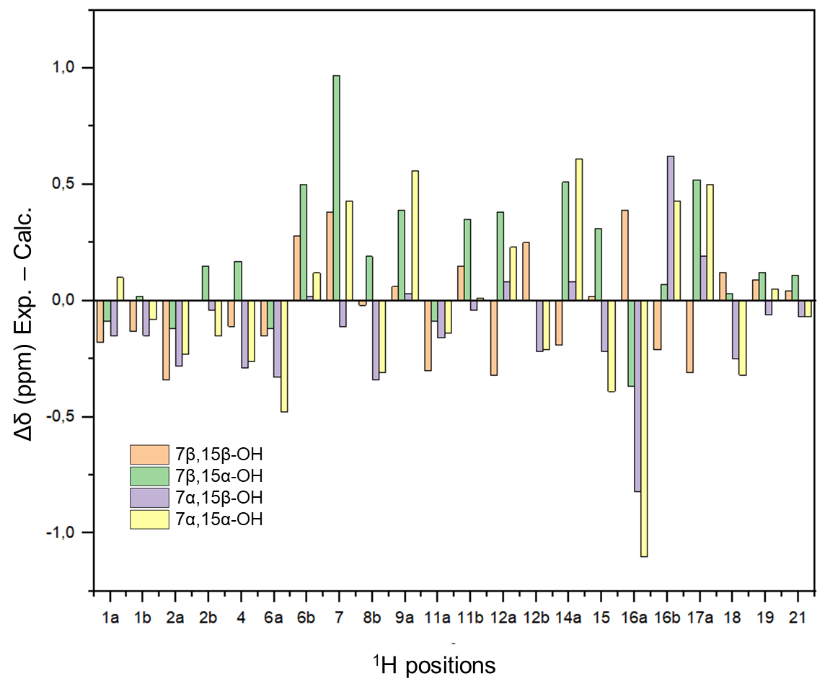 1,0
0,5
0,0
-0,5
-1,0
Δδ (ppm) Exp. – Calc.
7β,15β-OH
7β,15α-OH
7α,15β-OH
7α,15α-OH
1a 1b 2a 2b 4 6a 6b 7 8b 9a 11a 11b 12a 12b 14a 15 16a 16b 17a 18 19 21
¹H positions